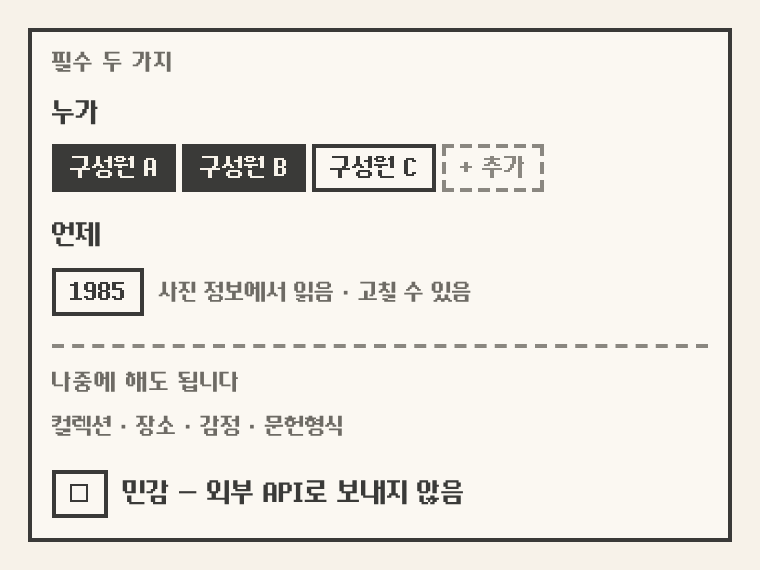 필수 두 가지
누가
구성원 A 구성원 B 구성원 C + 추가
언제
1985 사진 정보에서 읽음 · 고칠 수 있음
나중에 해도 됩니다
컬렉션 · 장소 · 감정 · 문헌형식
민감 — 외부 API로 보내지 않음